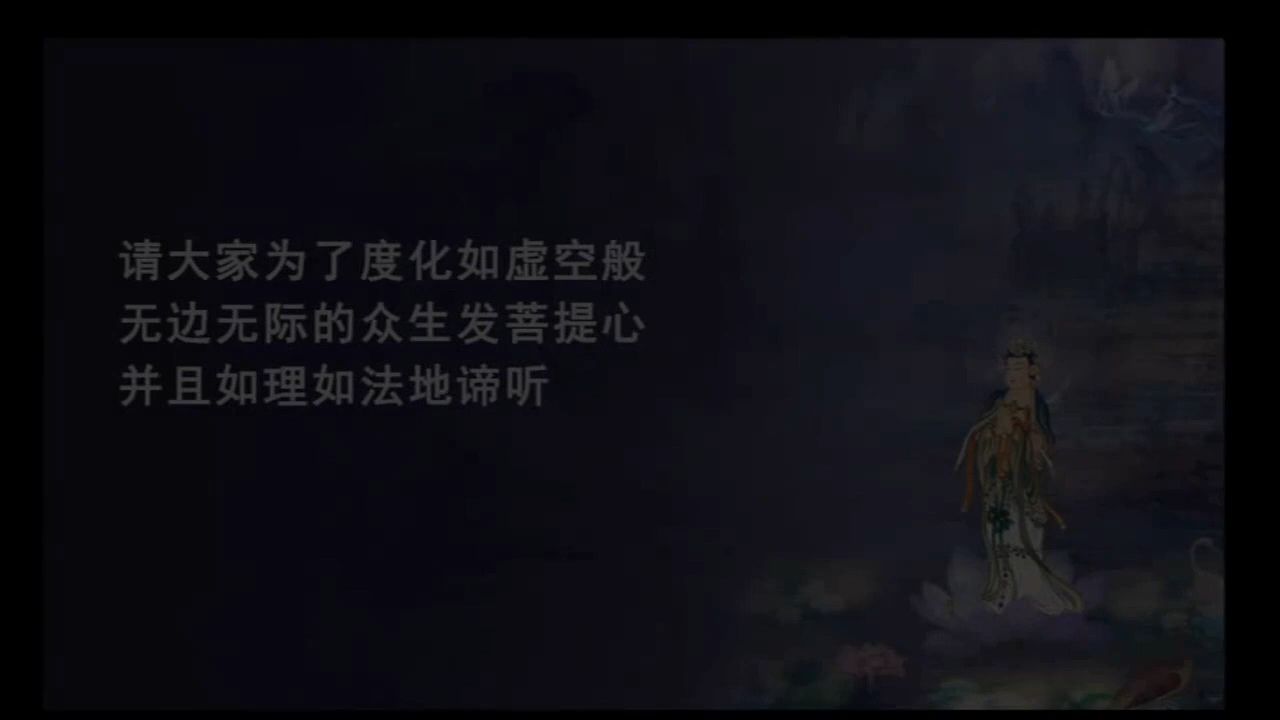 请大家为了度化如虚空般
无边无际的众生发菩提心
并且如理如法地谛听